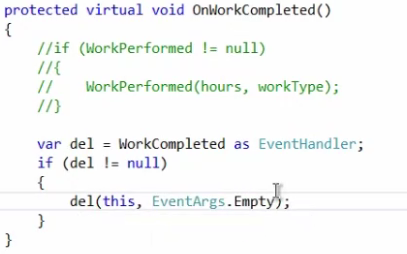 protected virtual void OnWorkCompleted()
{
    //if (WorkPerformed != null)
    //{
    //    WorkPerformed(hours, workType);
    //}

    var del = WorkCompleted as EventHandler;
    if (del != null)
    {
        del(this, EventArgs.Empty);
    }
}